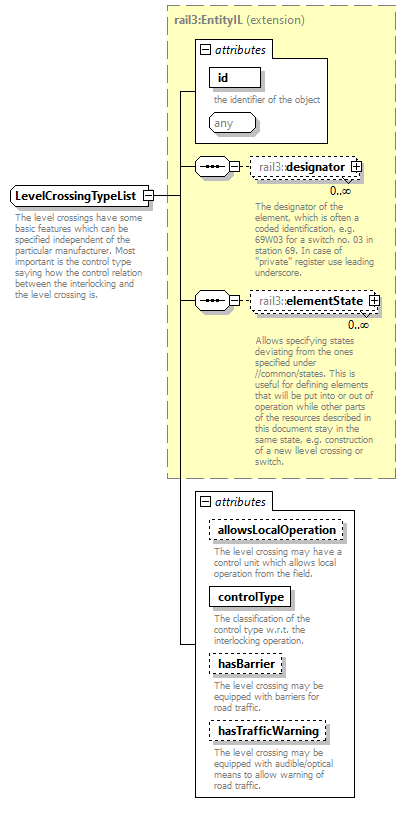 rail3:EntityIL (extension)
attributes
id
the identifier of the object
any
rail3::designator
0..∞
The designator of the
element, which is often a
coded identification, e.g.
69W03 for a switch no. 03 in
station 69. In case of
"private" register use leading
underscore.
LevelCrossingTypeList
The level crossings have some
basic features which can be
specified independent of the
particular manufacturer. Most
important is the control type
saying how the control relation
between the interlocking and
the level crossing is.
rail3::elementState
0..∞
Allows specifying states
deviating from the ones
specified under
//common/states. This is
useful for defining elements
that will be put into or out of
operation while other parts
of the resources described in
this document stay in the
same state, e.g. construction
of a new llevel crossing or
switch.
attributes
allowsLocalOperation
The level crossing may have a
control unit which allows local
operation from the field.
controlType
The classification of the
control type w.r.t. the
interlocking operation.
hasBarrier
The level crossing may be
equipped with barriers for
road traffic.
hasTrafficWarning
The level crossing may be
equipped with audible/optical
means to allow warning of
road traffic.